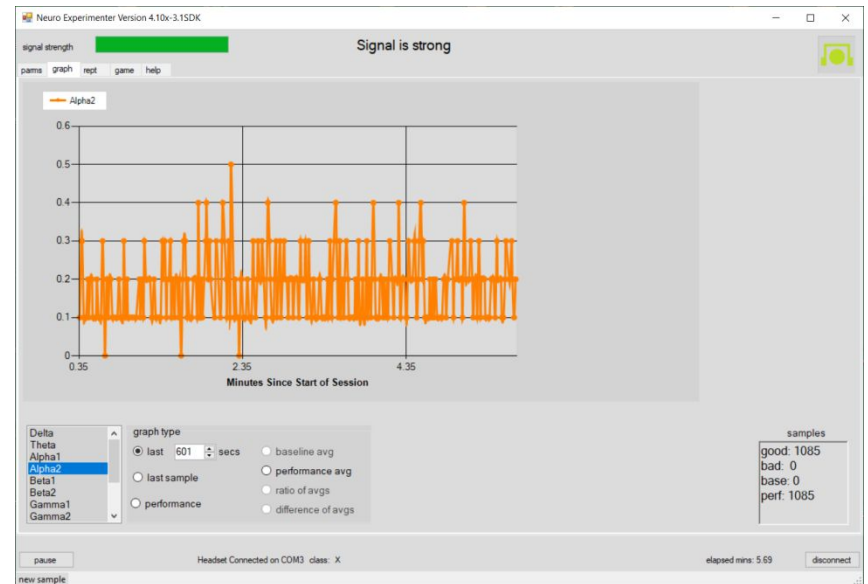 Neuro Experimenter Version 4.10x-3.1SDK
signal strength
Signal is strong
parms graph rept game help
Alpha2
0.6
0.5
0.4
0.3
0.2
0.1
0
0.35 2.35 4.35
Minutes Since Start of Session
Delta
Theta
Alpha1
Alpha2
Beta1
Beta2
Gamma1
Gamma2
graph type
last 601 secs
last sample
performance
baseline avg
performance avg
ratio of avgs
difference of avgs
samples
good: 1085
bad: 0
base: 0
perf: 1085
pause
Headset Connected on COM3 class: X
elapsed mins: 5.69
disconnect
new sample